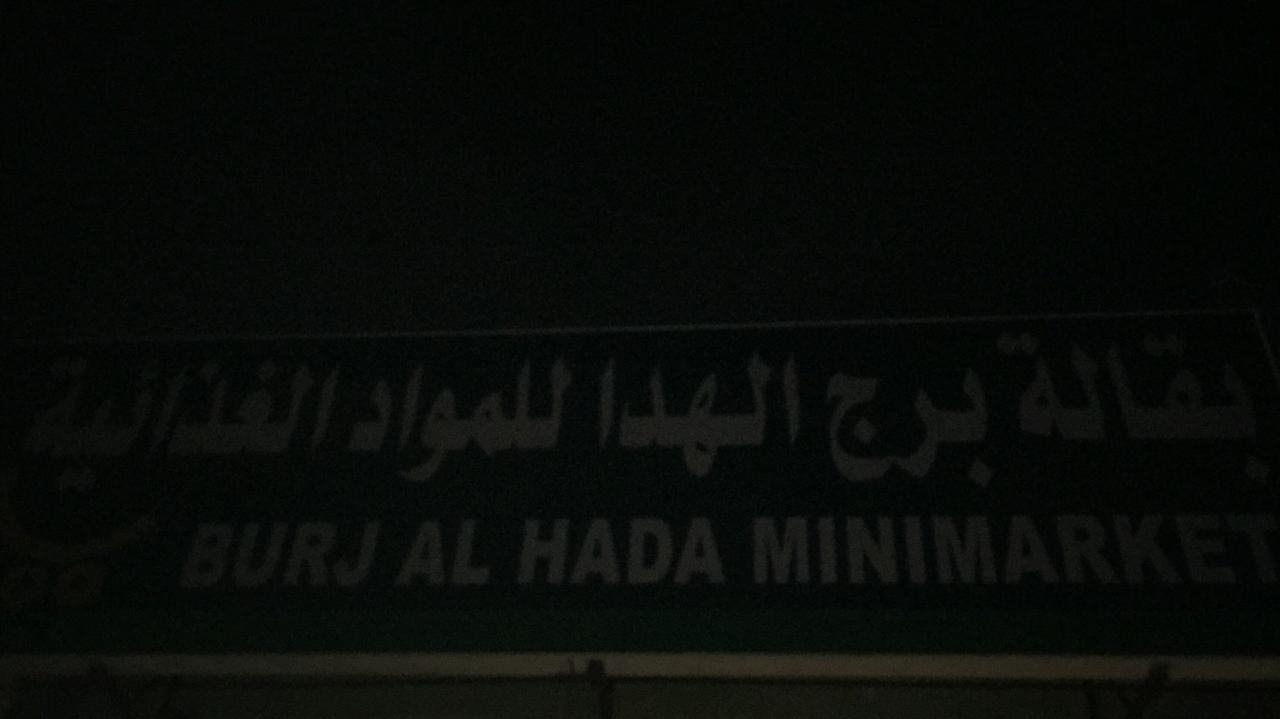 بقالة برج الهدا للمواد الغذائية
BURJ AL HADA MINIMARKET